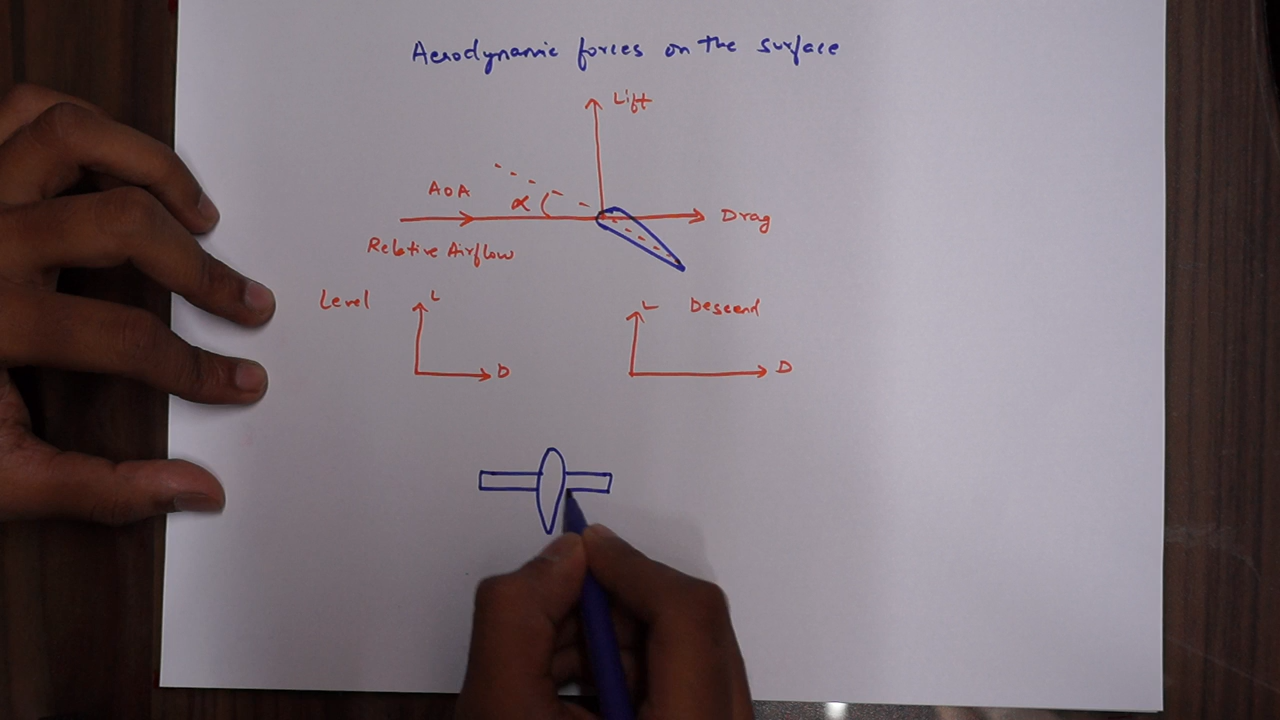 Aerodynamic forces on the surface
Lift
AOA
α
Drag
Relative Airflow
Level
L
D
L
Descend
D